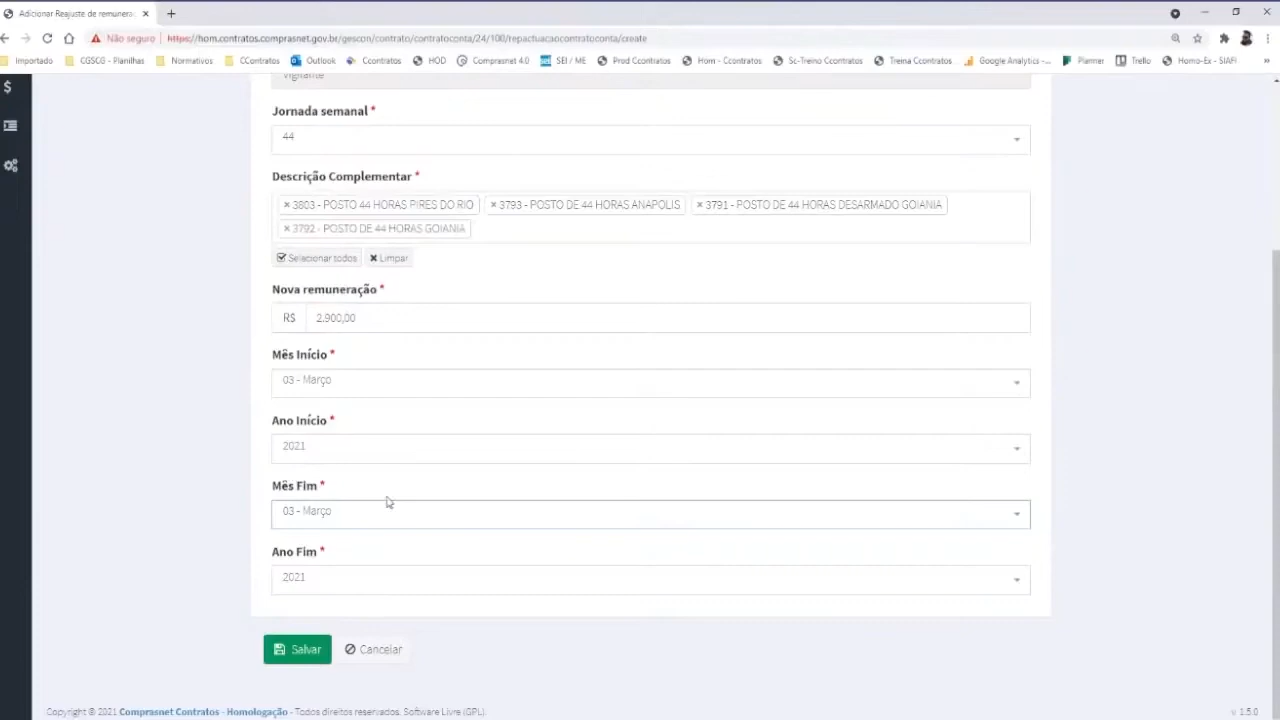 Adicionar Reajuste de remunera
Não seguro
https://hom.contratos.comprasnet.gov.br/gescon/contrato/contratoconta/24/100/repactuacaocontratoconta/create
Importado CGSCG - Planilhas Normativos CContratos Outlook Ccontratos HOD Comprasnet 4.0 SEI / ME Prod Ccontratos Hom - Ccontratos Sc-Treino Ccontratos Treina Ccontratos Google Analytics -... Planner Trello Homo-Ex - SIAFI »
Vigilante
Jornada semanal *
44
Descrição Complementar *
× 3803 - POSTO 44 HORAS PIRES DO RIO × 3793 - POSTO DE 44 HORAS ANAPOLIS × 3791 - POSTO DE 44 HORAS DESARMADO GOIANIA
× 3792 - POSTO DE 44 HORAS GOIANIA
Selecionar todos Limpar
Nova remuneração *
R$ 2.900,00
Mês Início *
03 - Março
Ano Início *
2021
Mês Fim *
03 - Março
Ano Fim *
2021
Salvar Cancelar
Copyright © 2021 Comprasnet Contratos - Homologação - Todos direitos reservados. Software Livre (GPL). v 1.5.0